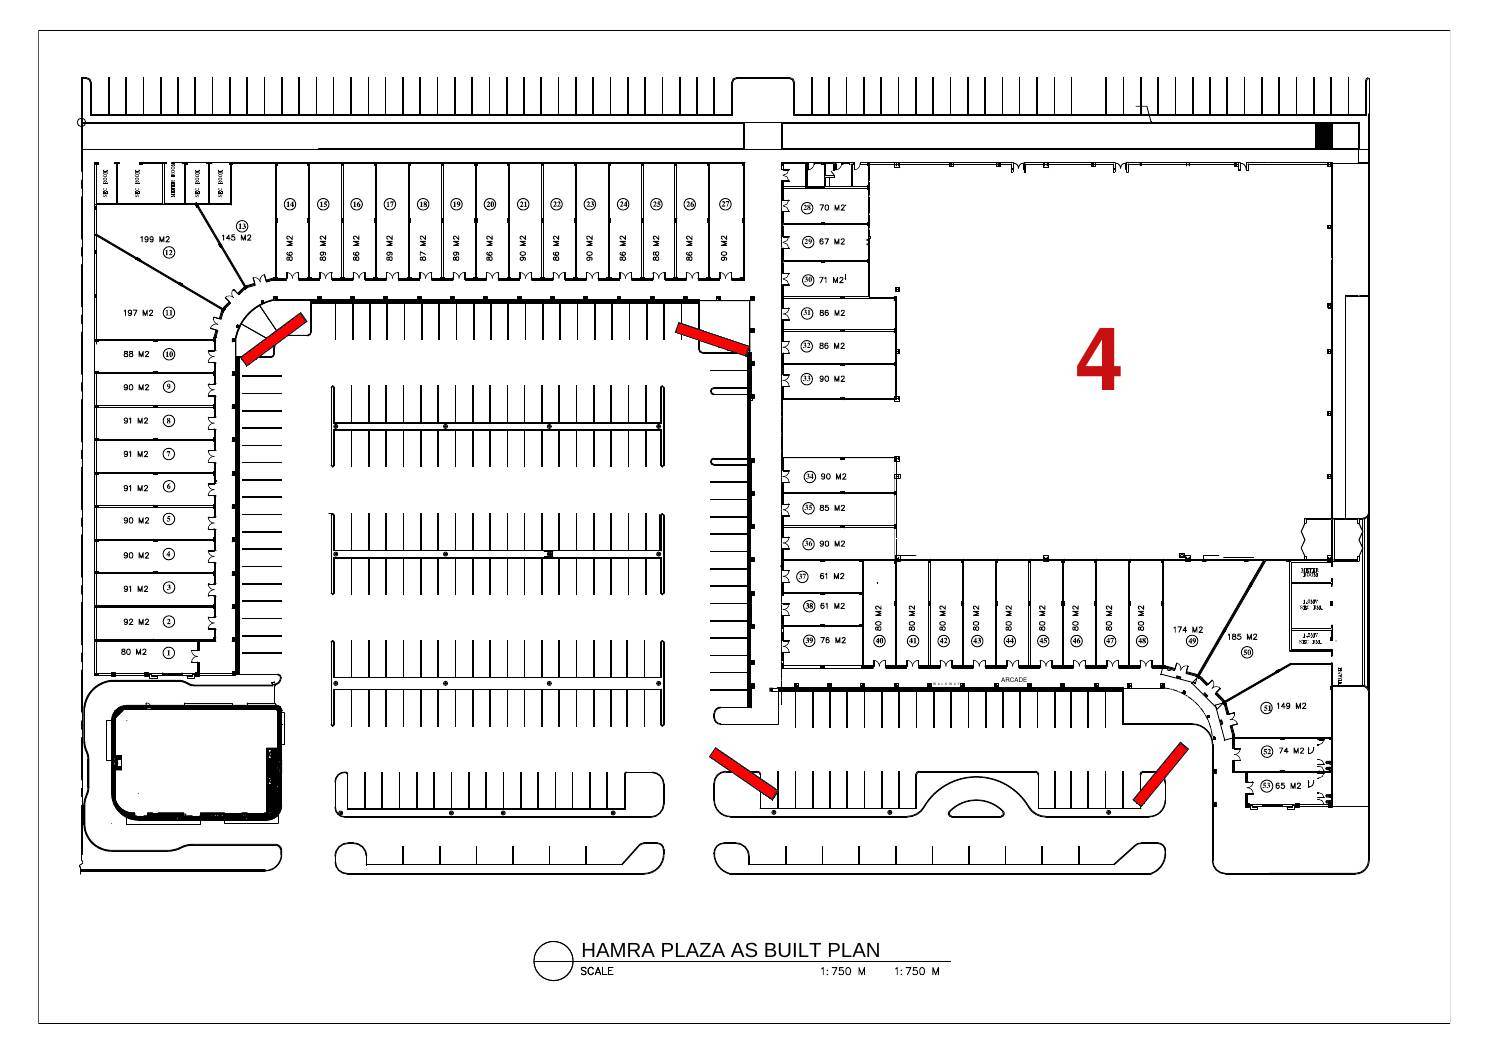 14 15 16 17 18 19 20 21 22 23 24 25 26 27
86 M2 89 M2 86 M2 89 M2 87 M2 89 M2 86 M2 90 M2 86 M2 90 M2 86 M2 88 M2 86 M2 90 M2
13
145 M2
199 M2
12
197 M2 11
88 M2 10
90 M2 9
91 M2 8
91 M2 7
91 M2 6
90 M2 5
90 M2 4
91 M2 3
92 M2 2
80 M2 1
28 70 M2
29 67 M2
30 71 M2
31 86 M2
32 86 M2
33 90 M2
4
34 90 M2
35 85 M2
36 90 M2
37 61 M2
38 61 M2
39 76 M2
80 M2 80 M2 80 M2 80 M2 80 M2 80 M2 80 M2 80 M2 80 M2
40 41 42 43 44 45 46 47 48
174 M2
49
185 M2
50
ARCADE
51 149 M2
52 74 M2
53 65 M2
HAMRA PLAZA AS BUILT PLAN
SCALE 1:750 M 1:750 M